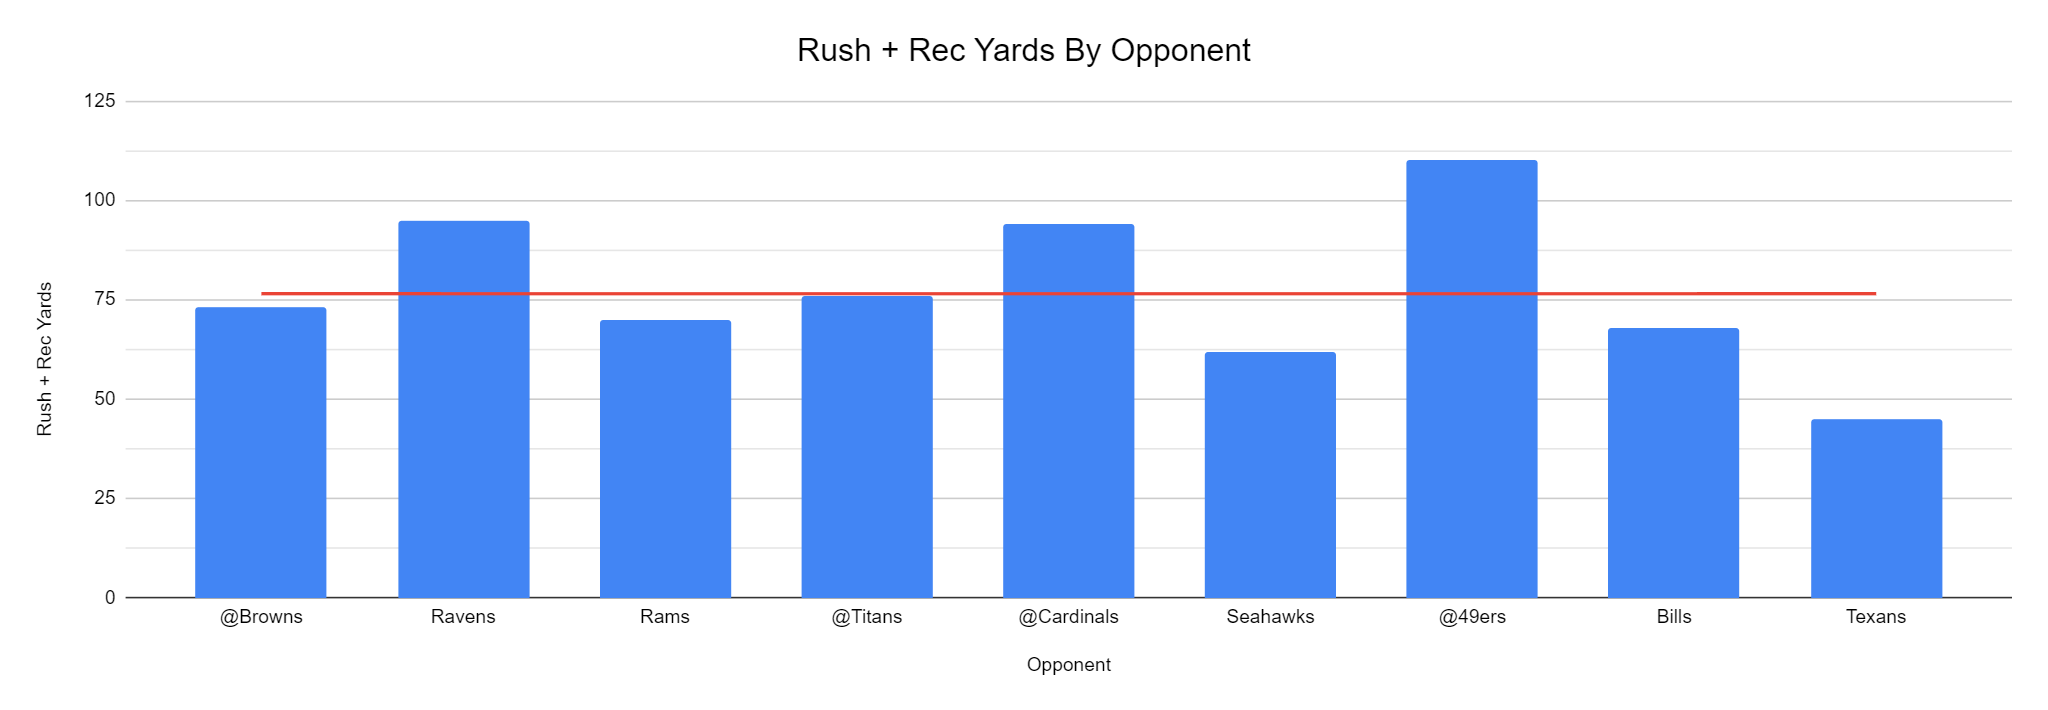 Rush + Rec Yards By Opponent
125
100
75
50
25
0
Rush + Rec Yards
@Browns Ravens Rams @Titans @Cardinals Seahawks @49ers Bills Texans
Opponent